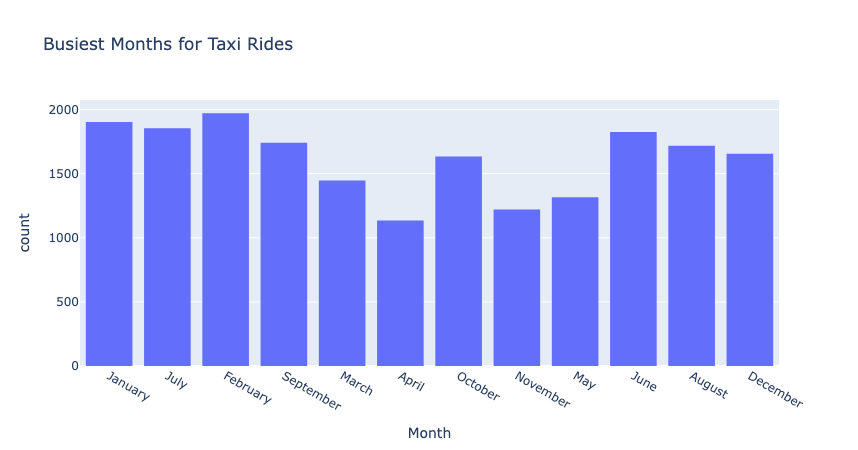 Busiest Months for Taxi Rides
2000
1500
1000
500
0
count
January
July
February
September
March
April
October
November
May
June
August
December
Month